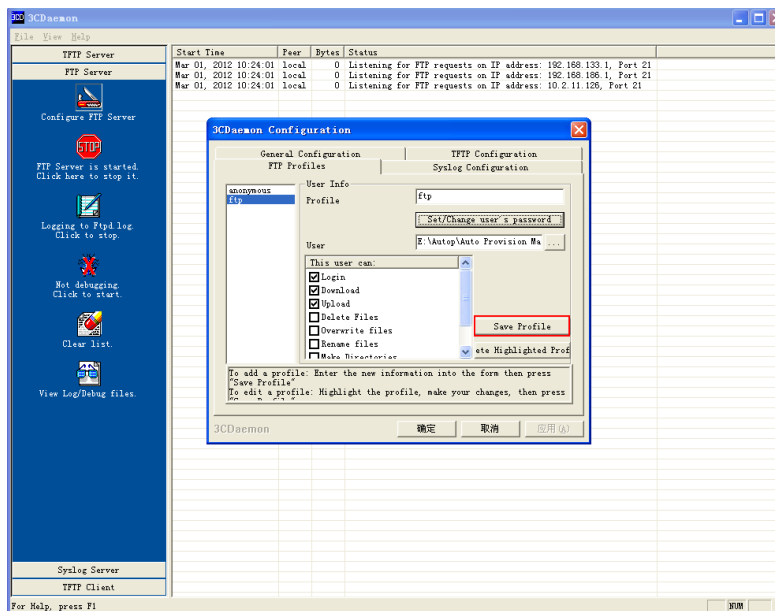 3CD 3CDaemon
File View Help
TFTP Server
FTP Server
Configure FTP Server
STOP
FTP Server is started.
Click here to stop it.
Logging to Ftpd.log.
Click to stop.
Not debugging.
Click to start.
Clear list.
View Log/Debug files.
Syslog Server
TFTP Client
Start Time Peer Bytes Status
Mar 01, 2012 10:24:01 local 0 Listening for FTP requests on IP address: 192.168.133.1, Port 21
Mar 01, 2012 10:24:01 local 0 Listening for FTP requests on IP address: 192.168.186.1, Port 21
Mar 01, 2012 10:24:01 local 0 Listening for FTP requests on IP address: 10.2.11.126, Port 21
3CDaemon Configuration
General Configuration TFTP Configuration
FTP Profiles Syslog Configuration
anonymous
ftp
User Info
Profile ftp
Set/Change user's password
User E:\Autop\Auto Provision Ma ...
This user can:
Login
Download
Upload
Delete Files
Overwrite files
Rename files
Make Directories
Save Profile
ete Highlighted Prof
To add a profile: Enter the new information into the form then press
"Save Profile"
To edit a profile: Highlight the profile, make your changes, then press
"Save Profile"
3CDaemon
确定 取消 应用(A)
For Help, press F1
NUM